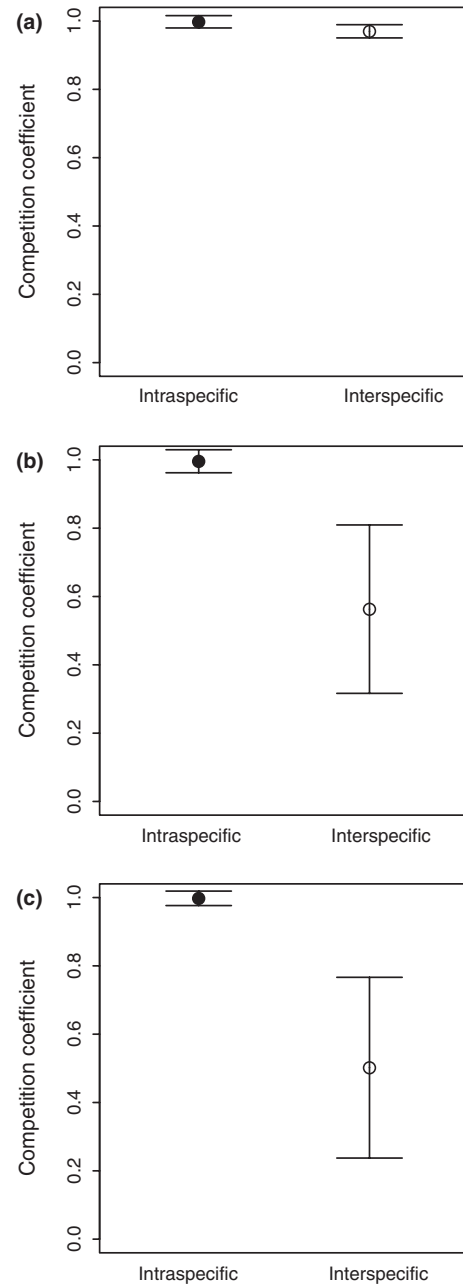 (a)
Competition coefficient
1.0
0.8
0.6
0.4
0.2
0.0
Intraspecific Interspecific
(b)
Competition coefficient
1.0
0.8
0.6
0.4
0.2
0.0
Intraspecific Interspecific
(c)
Competition coefficient
1.0
0.8
0.6
0.4
0.2
0.0
Intraspecific Interspecific